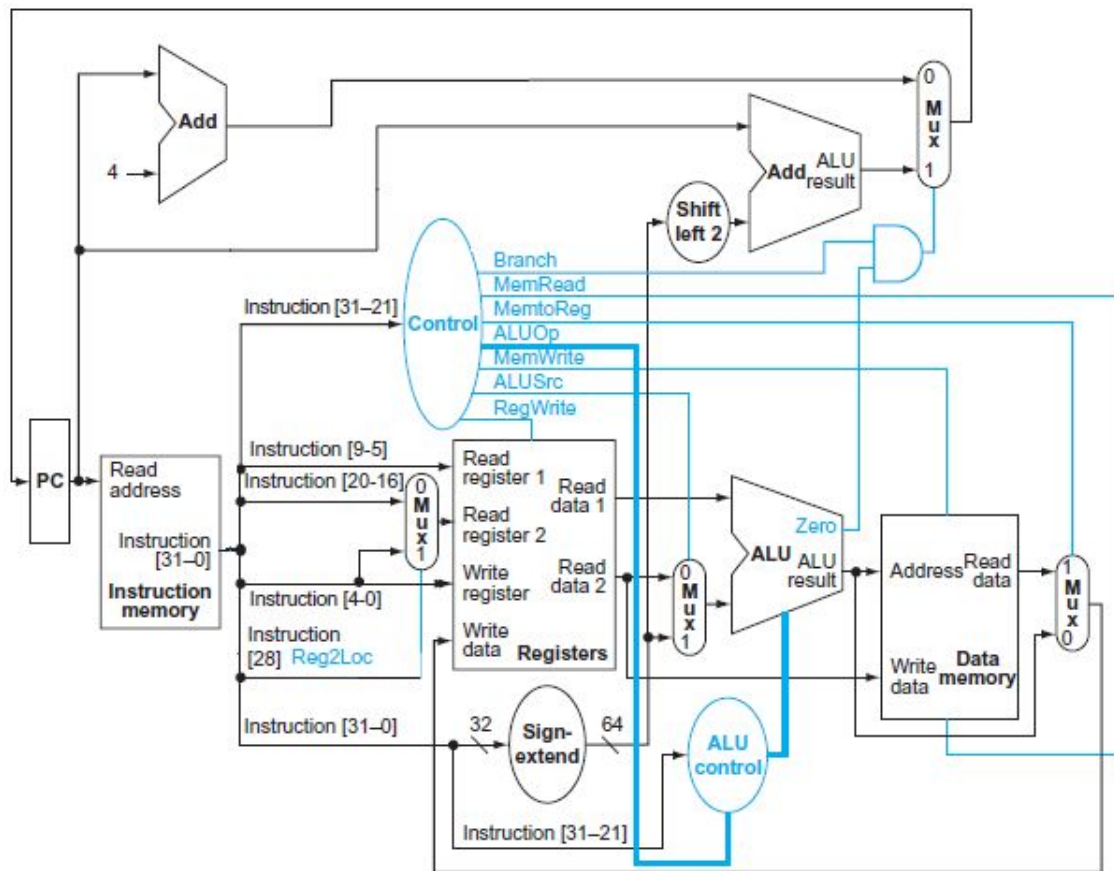 Add
4
Add
ALU
result
0
Mux
1
Shift
left 2
Branch
MemRead
MemtoReg
ALUOp
MemWrite
ALUSrc
RegWrite
Control
Instruction [31–21]
PC
Read
address
Instruction
[31–0]
Instruction
memory
Instruction [9-5]
Instruction [20-16]
Instruction [4-0]
Instruction
[28] Reg2Loc
Instruction [31–0]
0
Mux
1
Read
register 1
Read
register 2
Write
register
Write
data
Read
data 1
Read
data 2
Registers
32
Sign-
extend
64
Instruction [31–21]
0
Mux
1
Zero
ALU
ALU
result
ALU
control
Address
Read
data
Write
data
Data
memory
1
Mux
0